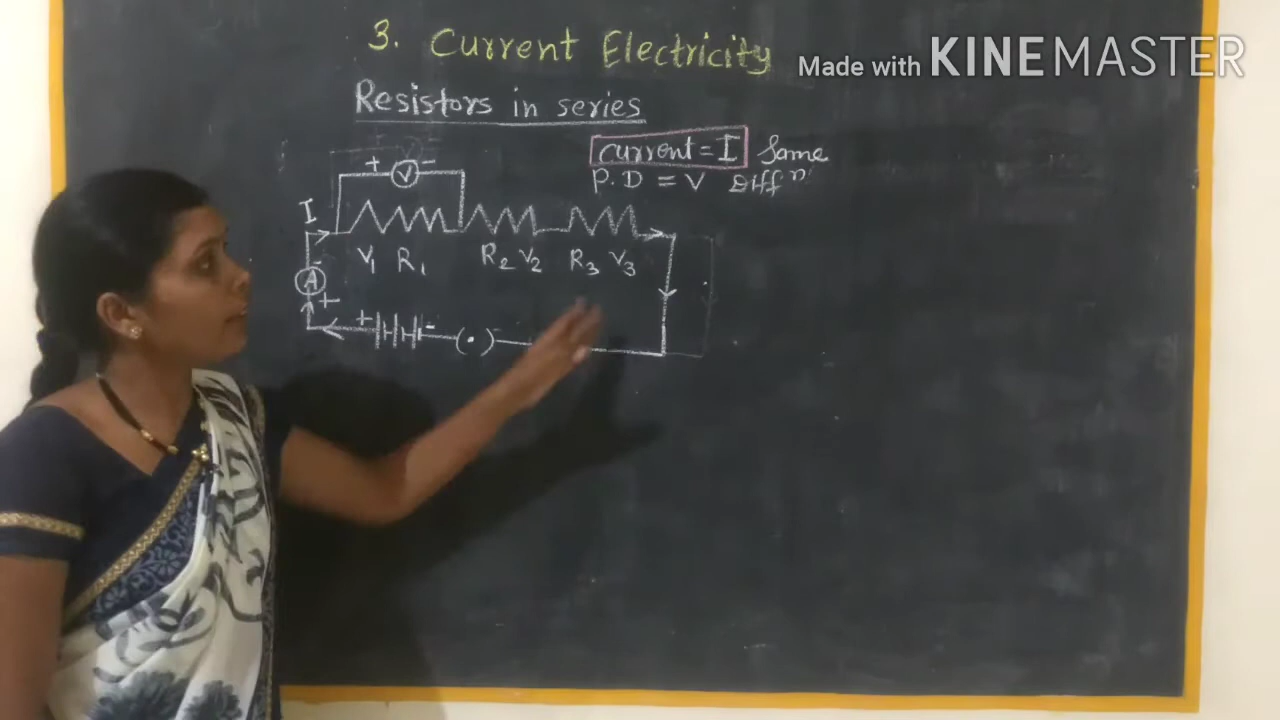 3. Current Electricity
Made with KINEMASTER
Resistors in series
current = I Same
P.D = V Diff n
+ V -
I
V1 R1 R2 V2 R3 V3
-
A
+
+ - (•)